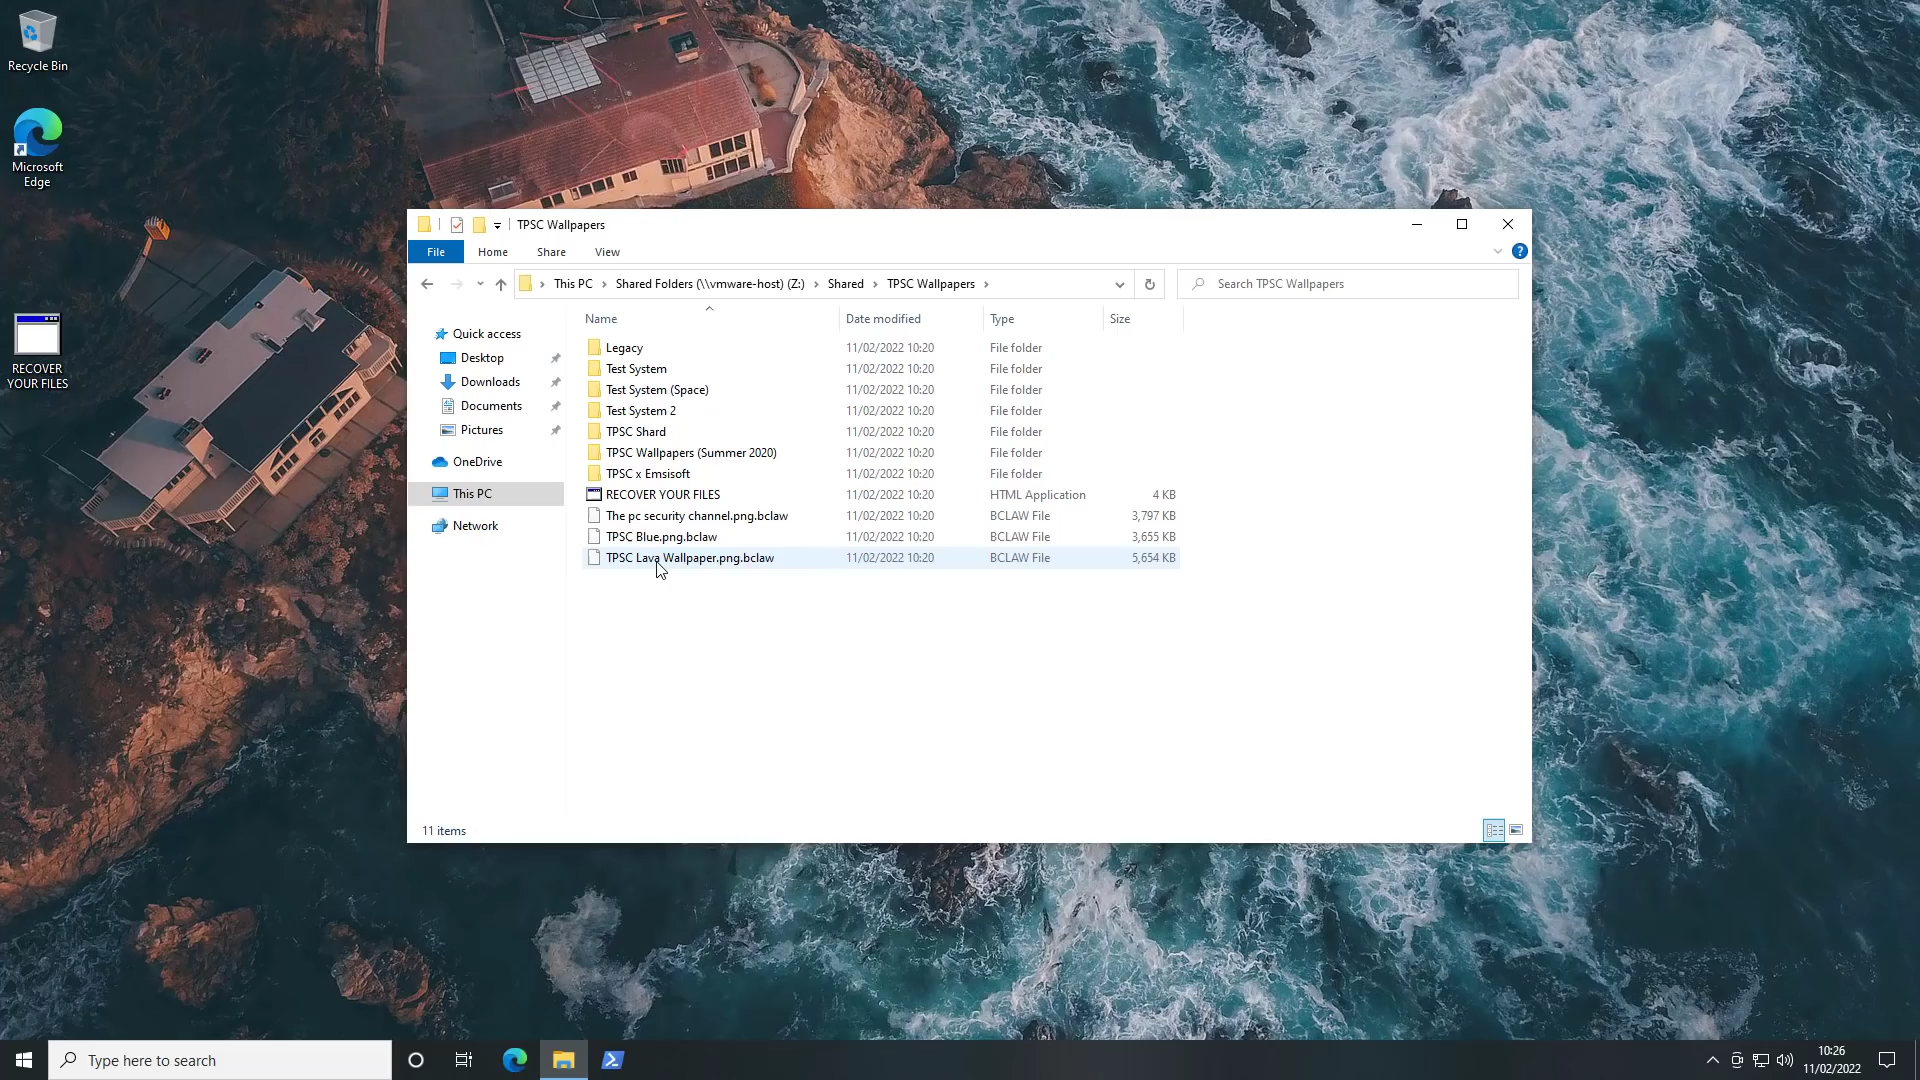 Recycle Bin
Microsoft
Edge
RECOVER
YOUR FILES
TPSC Wallpapers
File Home Share View
This PC Shared Folders (\\vmware-host) (Z:) Shared TPSC Wallpapers
Search TPSC Wallpapers
Quick access
Desktop
Downloads
Documents
Pictures
OneDrive
This PC
Network
Name Date modified Type Size
Legacy 11/02/2022 10:20 File folder
Test System 11/02/2022 10:20 File folder
Test System (Space) 11/02/2022 10:20 File folder
Test System 2 11/02/2022 10:20 File folder
TPSC Shard 11/02/2022 10:20 File folder
TPSC Wallpapers (Summer 2020) 11/02/2022 10:20 File folder
TPSC x Emsisoft 11/02/2022 10:20 File folder
RECOVER YOUR FILES 11/02/2022 10:20 HTML Application 4 KB
The pc security channel.png.bclaw 11/02/2022 10:20 BCLAW File 3,797 KB
TPSC Blue.png.bclaw 11/02/2022 10:20 BCLAW File 3,655 KB
TPSC Lava Wallpaper.png.bclaw 11/02/2022 10:20 BCLAW File 5,654 KB
11 items
Type here to search
10:26
11/02/2022